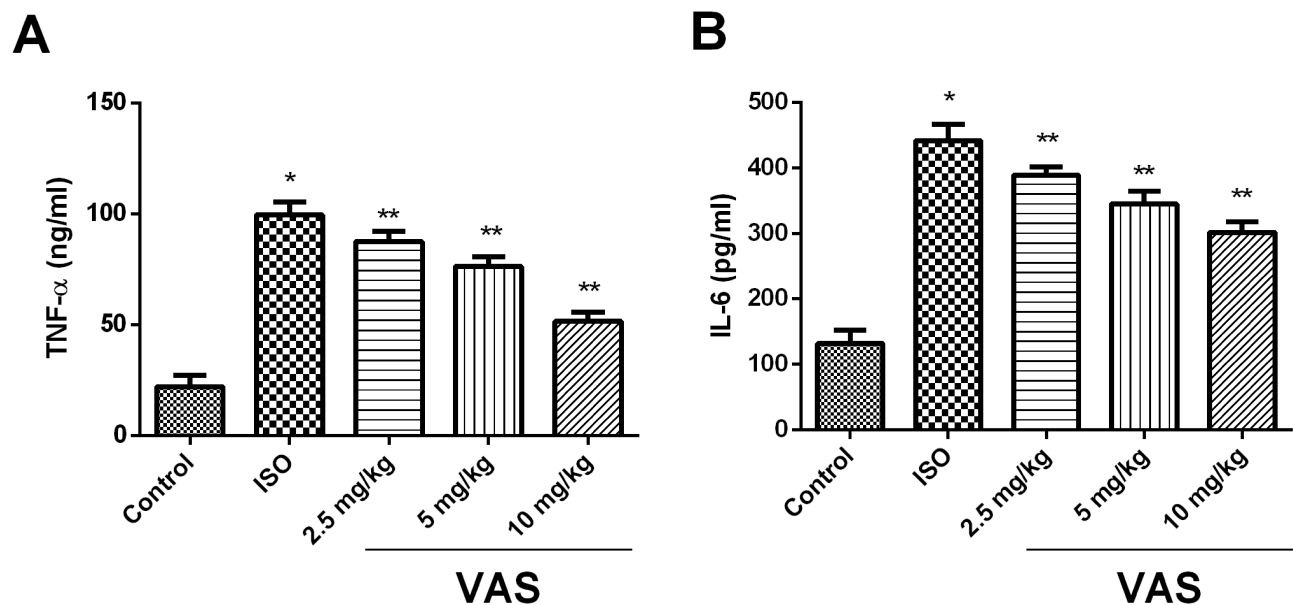 A
TNF-α (ng/ml)
150
100
50
0
*
**
**
**
Control
ISO
2.5 mg/kg
5 mg/kg
10 mg/kg
VAS
B
IL-6 (pg/ml)
500
400
300
200
100
0
*
**
**
**
Control
ISO
2.5 mg/kg
5 mg/kg
10 mg/kg
VAS